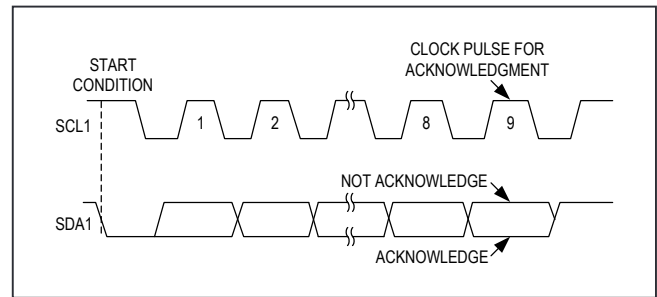 CLOCK PULSE FOR
ACKNOWLEDGMENT
START
CONDITION
SCL1
1
2
8
9
NOT ACKNOWLEDGE
SDA1
ACKNOWLEDGE